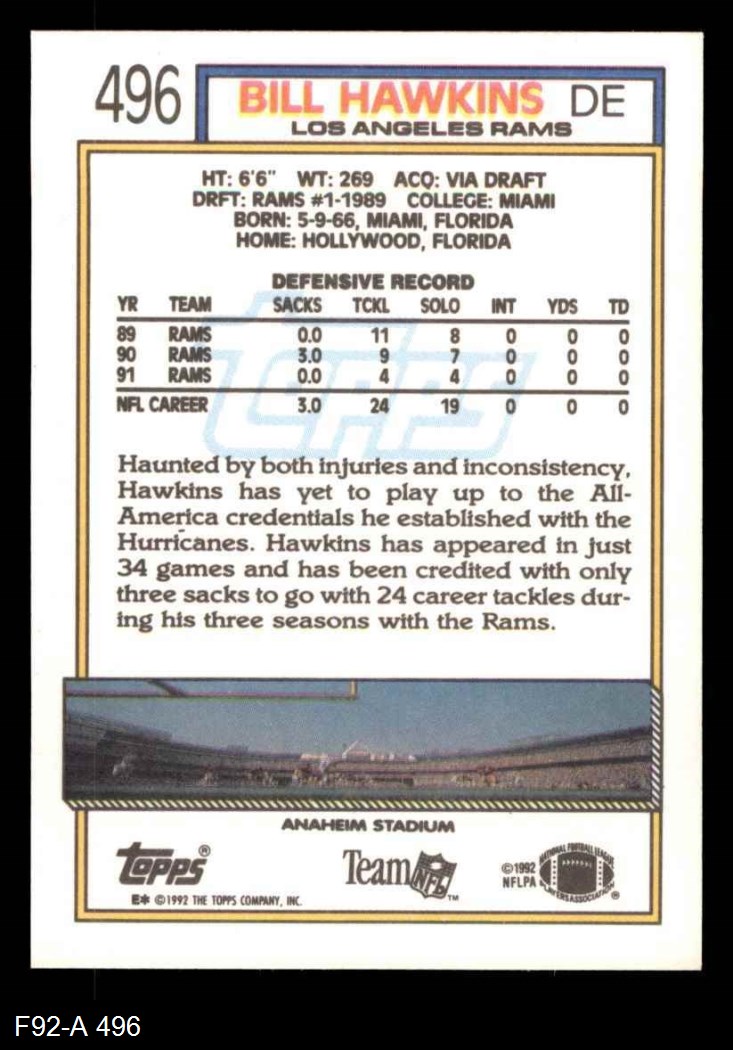 496 BILL HAWKINS DE
LOS ANGELES RAMS
HT: 6'6" WT: 269 ACQ: VIA DRAFT
DRFT: RAMS #1-1989 COLLEGE: MIAMI
BORN: 5-9-66, MIAMI, FLORIDA
HOME: HOLLYWOOD, FLORIDA
DEFENSIVE RECORD
YR TEAM SACKS TCKL SOLO INT YDS TD
89 RAMS 0.0 11 8 0 0 0
90 RAMS 3.0 9 7 0 0 0
91 RAMS 0.0 4 4 0 0 0
NFL CAREER 3.0 24 19 0 0 0
Topps
Haunted by both injuries and inconsistency,
Hawkins has yet to play up to the All-
America credentials he established with the
Hurricanes. Hawkins has appeared in just
34 games and has been credited with only
three sacks to go with 24 career tackles dur-
ing his three seasons with the Rams.
ANAHEIM STADIUM
Topps®
E* ©1992 THE TOPPS COMPANY, INC.
Team NFL™
©1992
NFLPA
NATIONAL FOOTBALL LEAGUE
PLAYERS ASSOCIATION ®
F92-A 496